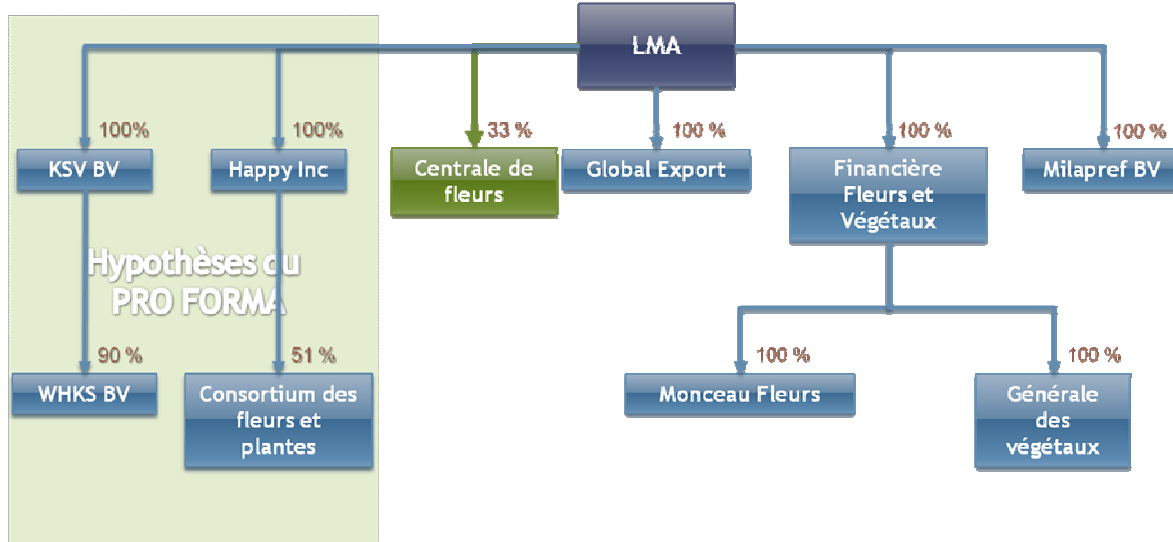 LMA
100%
100%
33 %
100 %
100 %
100 %
KSV BV
Happy Inc
Centrale de
fleurs
Global Export
Financière
Fleurs et
Végétaux
Milapref BV
Hypothèses du
PRO FORMA
90 %
51 %
100 %
100 %
WHKS BV
Consortium des
fleurs et
plantes
Monceau Fleurs
Générale
des
végétaux